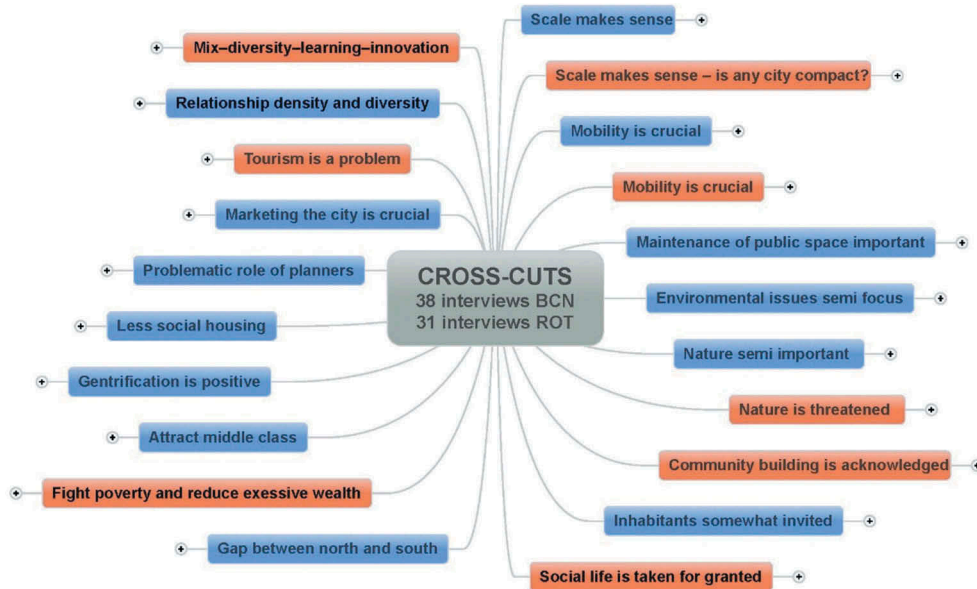 Scale makes sense
Mix–diversity–learning–innovation
Scale makes sense – is any city compact?
Relationship density and diversity
Mobility is crucial
Tourism is a problem
Mobility is crucial
Marketing the city is crucial
Maintenance of public space important
Problematic role of planners
CROSS-CUTS
38 interviews BCN
31 interviews ROT
Environmental issues semi focus
Less social housing
Nature semi important
Gentrification is positive
Nature is threatened
Attract middle class
Community building is acknowledged
Fight poverty and reduce exessive wealth
Inhabitants somewhat invited
Gap between north and south
Social life is taken for granted